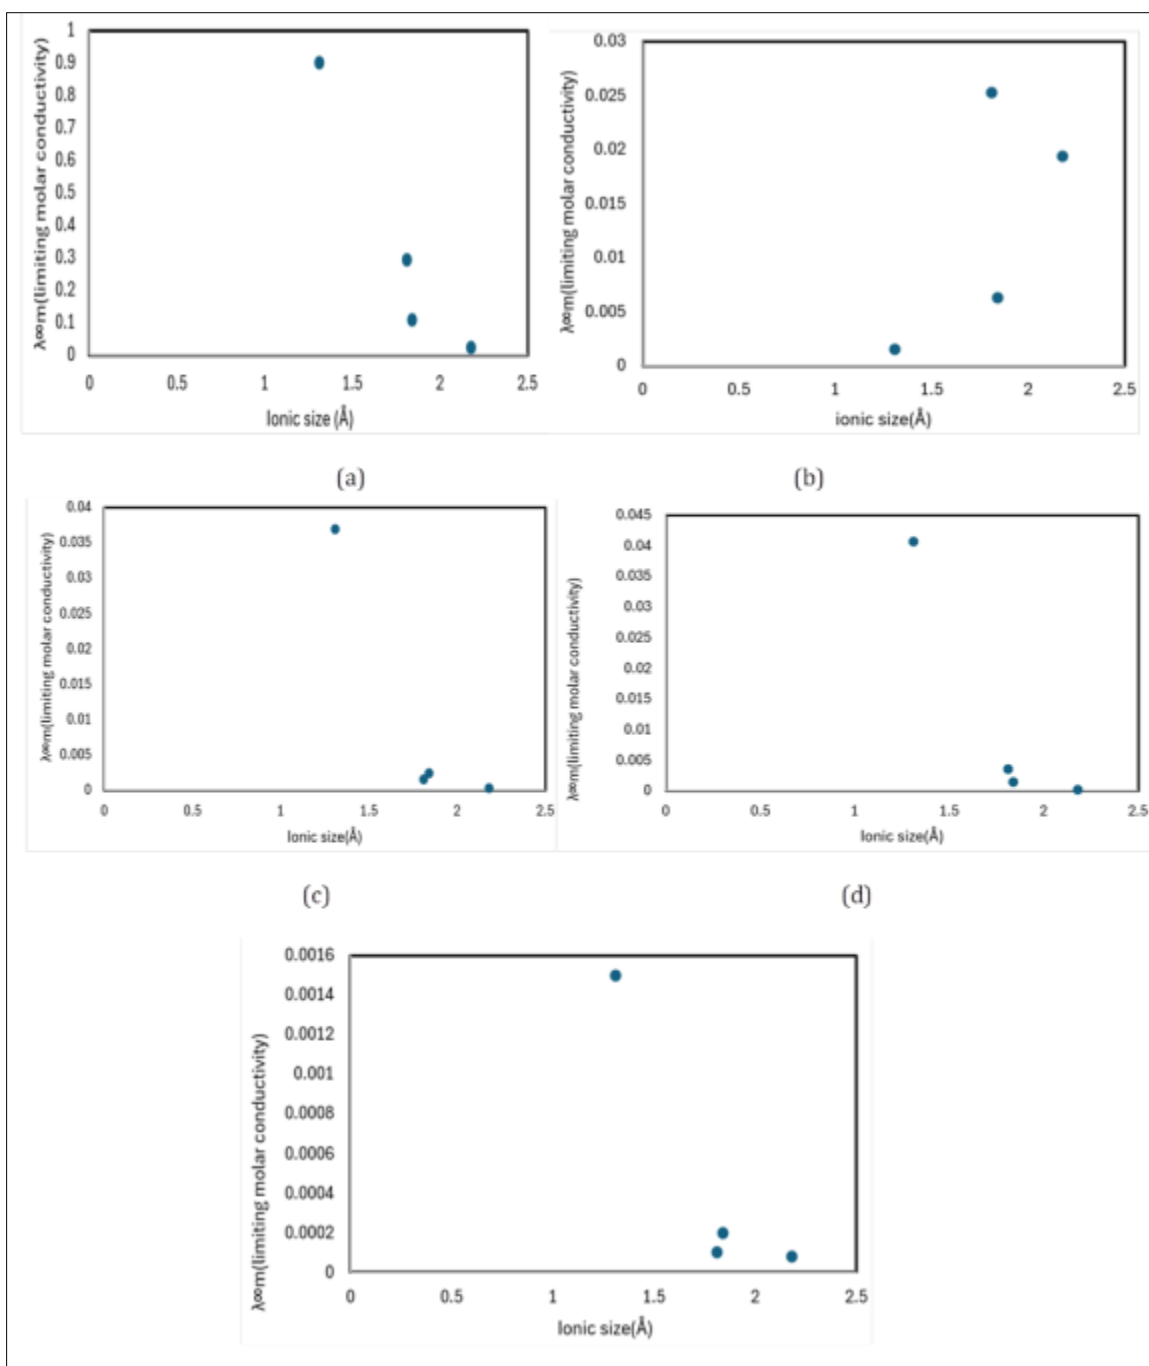 λ∞m(limiting molar conductivity)
1
0.9
0.8
0.7
0.6
0.5
0.4
0.3
0.2
0.1
0
0 0.5 1 1.5 2 2.5
Ionic size (Å)
(a)
λ∞m(limiting molar conductivity)
0.03
0.025
0.02
0.015
0.01
0.005
0
0 0.5 1 1.5 2 2.5
ionic size(Å)
(b)
λ∞m(limiting molar conductivity)
0.04
0.035
0.03
0.025
0.02
0.015
0.01
0.005
0
0 0.5 1 1.5 2 2.5
Ionic size(Å)
(c)
λ∞m(limiting molar conductivity)
0.045
0.04
0.035
0.03
0.025
0.02
0.015
0.01
0.005
0
0 0.5 1 1.5 2 2.5
Ionic size(Å)
(d)
λ∞m(limiting molar conductivity)
0.0016
0.0014
0.0012
0.001
0.0008
0.0006
0.0004
0.0002
0
0 0.5 1 1.5 2 2.5
Ionic size(Å)